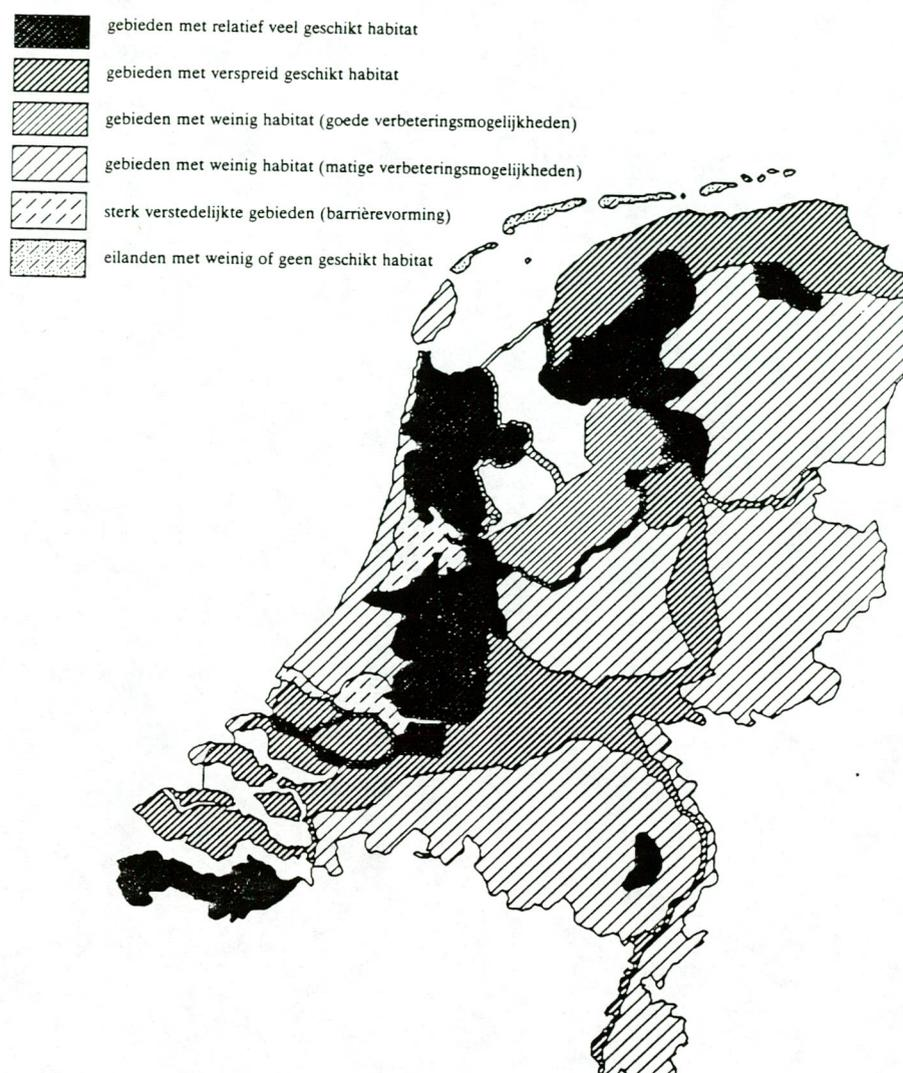 gebieden met relatief veel geschikt habitat
gebieden met verspreid geschikt habitat
gebieden met weinig habitat (goede verbeteringsmogelijkheden)
gebieden met weinig habitat (matige verbeteringsmogelijkheden)
sterk verstedelijkte gebieden (barrièrevorming)
eilanden met weinig of geen geschikt habitat